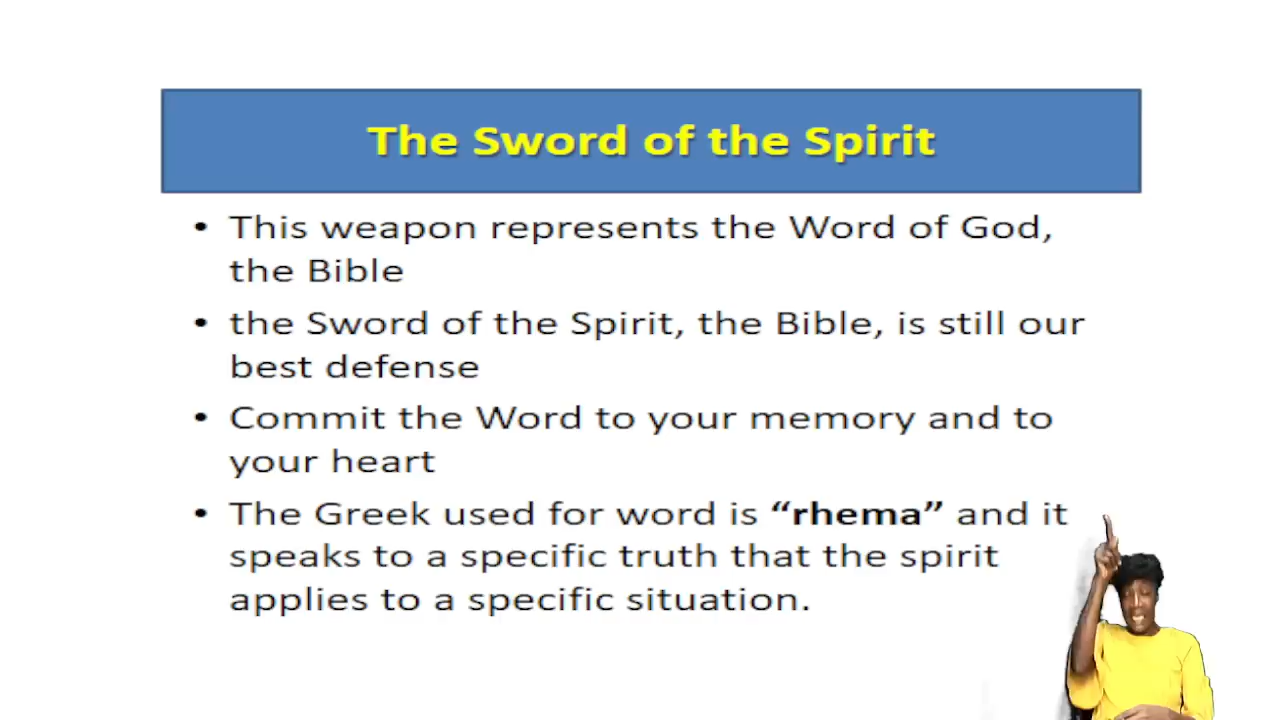 The Sword of the Spirit
• This weapon represents the Word of God,
the Bible
• the Sword of the Spirit, the Bible, is still our
best defense
• Commit the Word to your memory and to
your heart
• The Greek used for word is “rhema” and it
speaks to a specific truth that the spirit
applies to a specific situation.